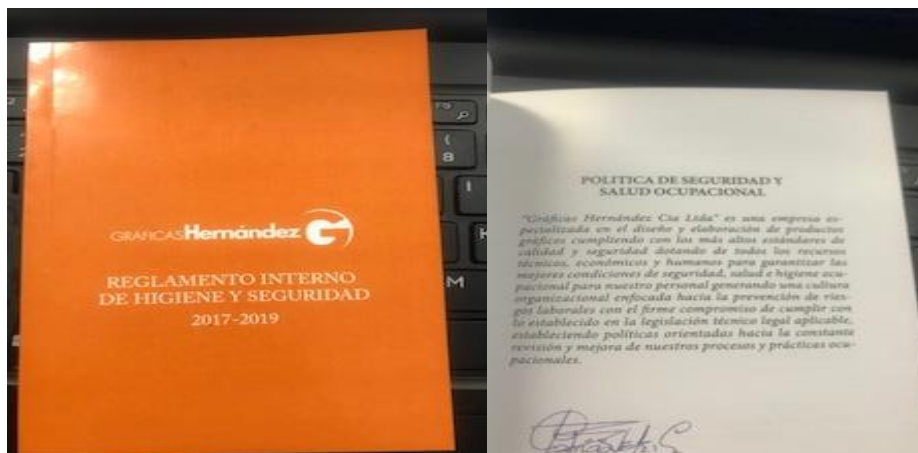 GRAFICAS Hernández
REGLAMENTO INTERNO
DE HIGIENE Y SEGURIDAD
2017-2019
POLITICA DE SEGURIDAD Y
SALUD OCUPACIONAL
"Gráficas Hernández Cia Ltda" es una empresa es-
pecializada en el diseño y elaboración de productos
gráficos cumpliendo con los más altos estándares de
calidad y seguridad dotando de todos los recursos
técnicos, económicos y humanos para garantizar las
mejores condiciones de seguridad, salud e higiene ocu-
pacional para nuestro personal generando una cultura
organizacional enfocada hacia la prevención de ries-
gos laborales con el firme compromiso de cumplir con
lo establecido en la legislación técnico legal aplicable,
estableciendo políticas orientadas hacia la constante
revisión y mejora de nuestros procesos y prácticas ocu-
pacionales.